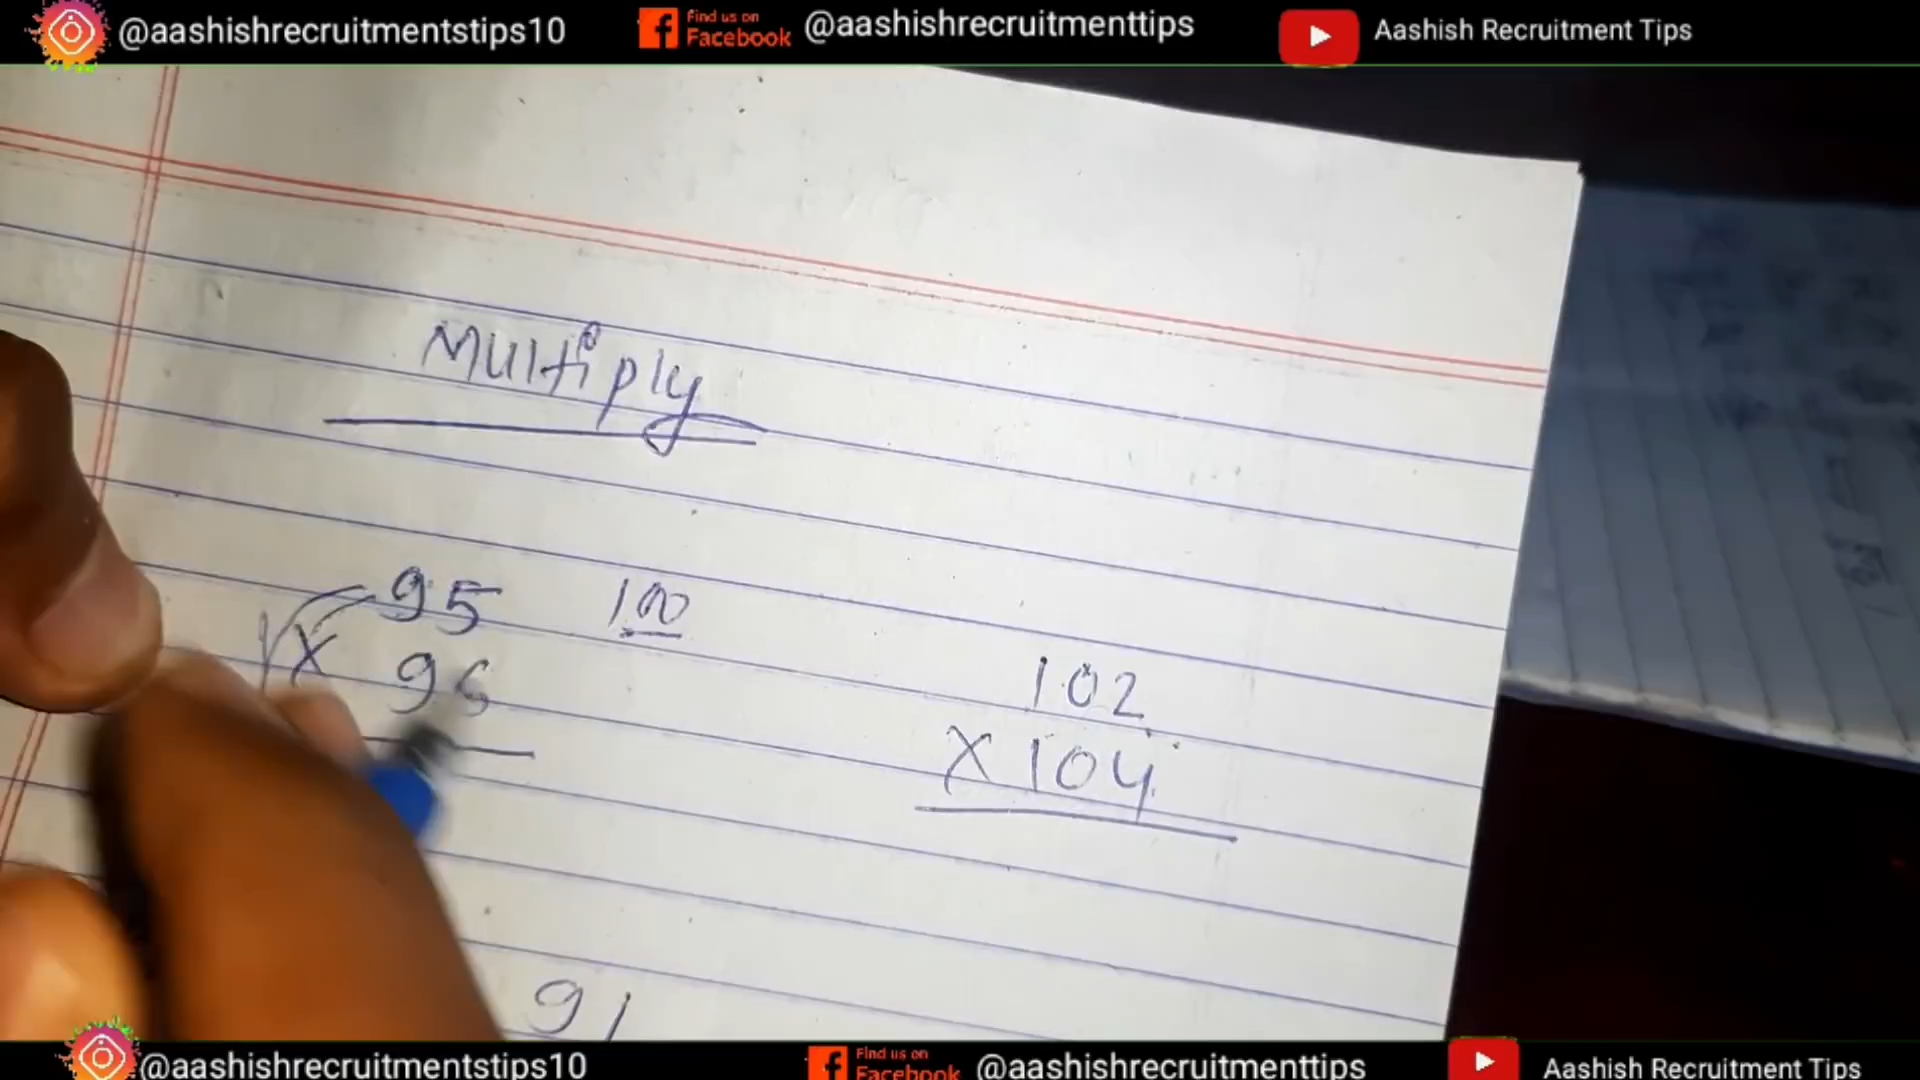 @aashishrecruitmentstips10 Find us on Facebook @aashishrecruitmenttips Aashish Recruitment Tips
Multiply
95 100
X 96
102
X 104
91
@aashishrecruitmentstips10 Find us on Facebook @aashishrecruitmenttips Aashish Recruitment Tips